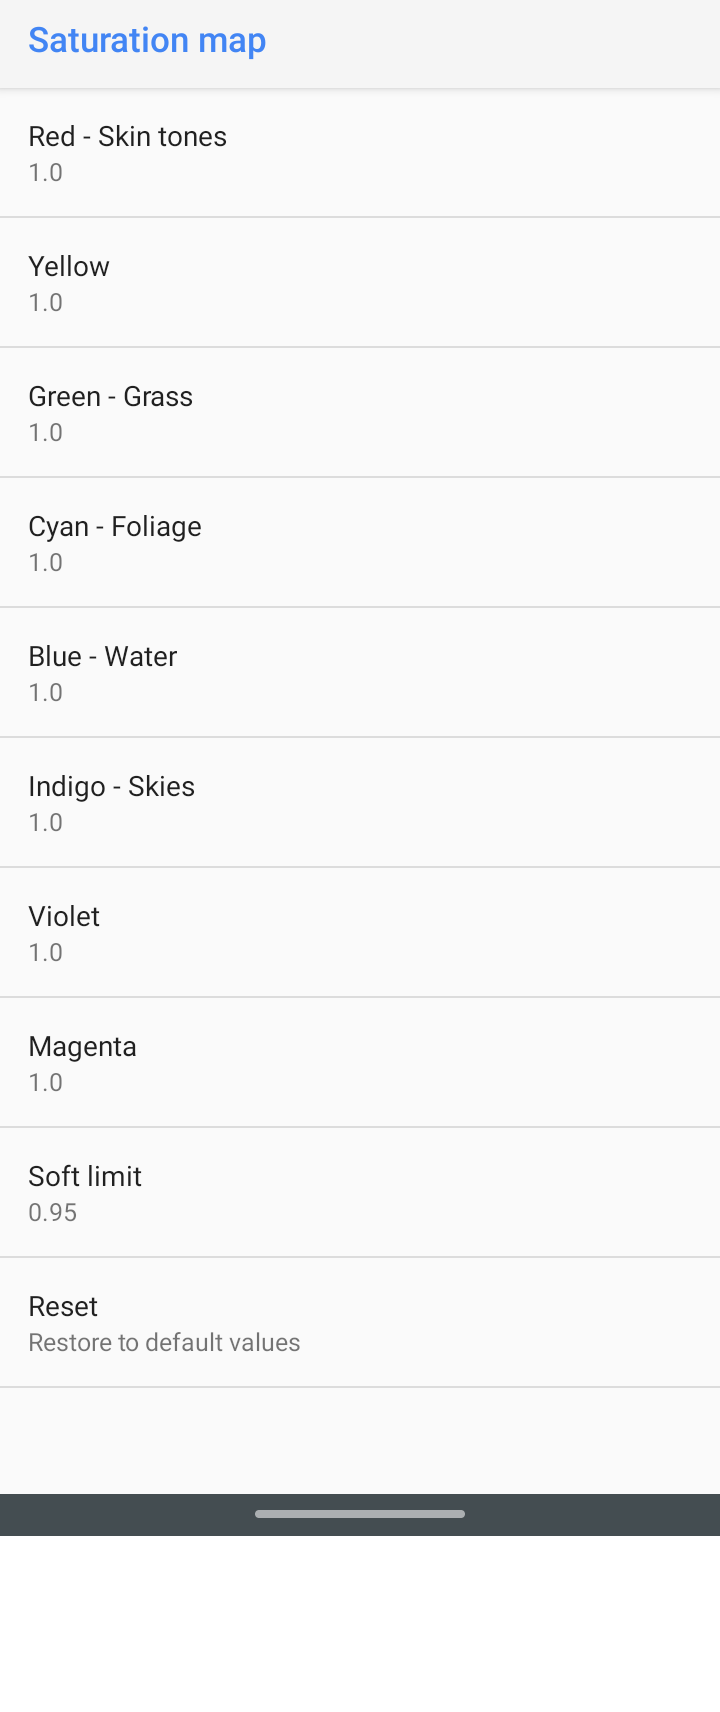 Saturation map
Red - Skin tones
1.0
Yellow
1.0
Green - Grass
1.0
Cyan - Foliage
1.0
Blue - Water
1.0
Indigo - Skies
1.0
Violet
1.0
Magenta
1.0
Soft limit
0.95
Reset
Restore to default values